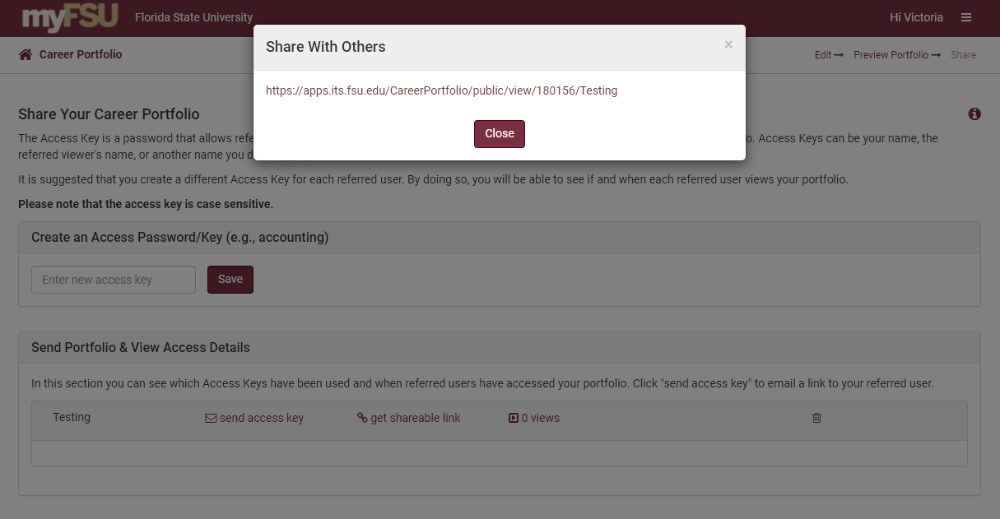 myFSU Florida State University Hi Victoria
Career Portfolio Edit Preview Portfolio Share
Share With Others ×
https://apps.its.fsu.edu/CareerPortfolio/public/view/180156/Testing
Close
Share Your Career Portfolio
The Access Key is a password that allows . Access Keys can be your name, the
referred viewer's name, or another name you
It is suggested that you create a different Access Key for each referred user. By doing so, you will be able to see if and when each referred user views your portfolio.
Please note that the access key is case sensitive.
Create an Access Password/Key (e.g., accounting)
Enter new access key Save
Send Portfolio & View Access Details
In this section you can see which Access Keys have been used and when referred users have accessed your portfolio. Click "send access key" to email a link to your referred user.
Testing send access key get shareable link 0 views